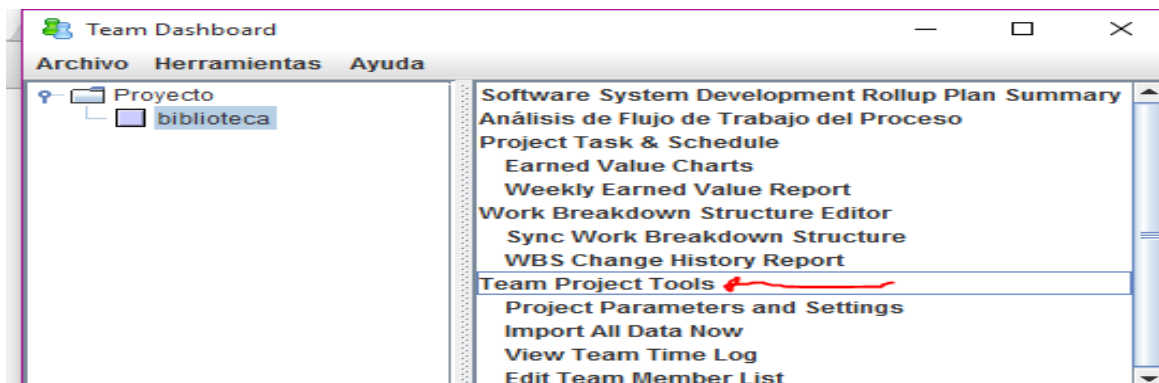 Team Dashboard
Archivo Herramientas Ayuda
Proyecto
biblioteca
Software System Development Rollup Plan Summary
Análisis de Flujo de Trabajo del Proceso
Project Task & Schedule
Earned Value Charts
Weekly Earned Value Report
Work Breakdown Structure Editor
Sync Work Breakdown Structure
WBS Change History Report
Team Project Tools
Project Parameters and Settings
Import All Data Now
View Team Time Log
Edit Team Member List